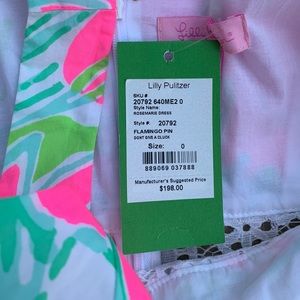 Lilly
Lilly Pulitzer
SKU #
20792 640ME2 0
Style Name:
ROSEMARIE DRESS
Style #: 20792
FLAMINGO PIN
DONT GIVE A CLUCK
Size: 0
889069 037888
Manufacturer's Suggested Price
$198.00